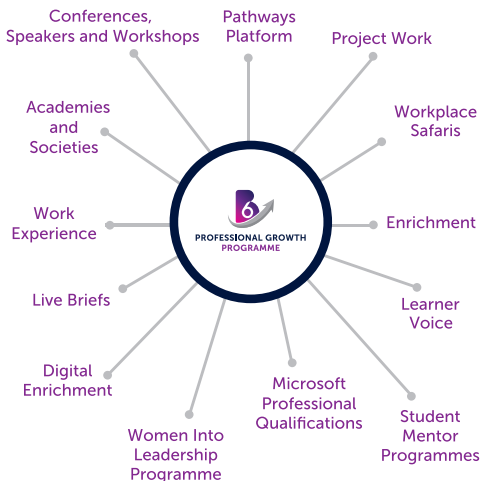 Conferences,
Speakers and Workshops
Pathways
Platform
Project Work
Workplace
Safaris
Enrichment
Learner
Voice
Student
Mentor
Programmes
Microsoft
Professional
Qualifications
Women Into
Leadership
Programme
Digital
Enrichment
Live Briefs
Work
Experience
Academies
and
Societies
B6
PROFESSIONAL GROWTH
PROGRAMME